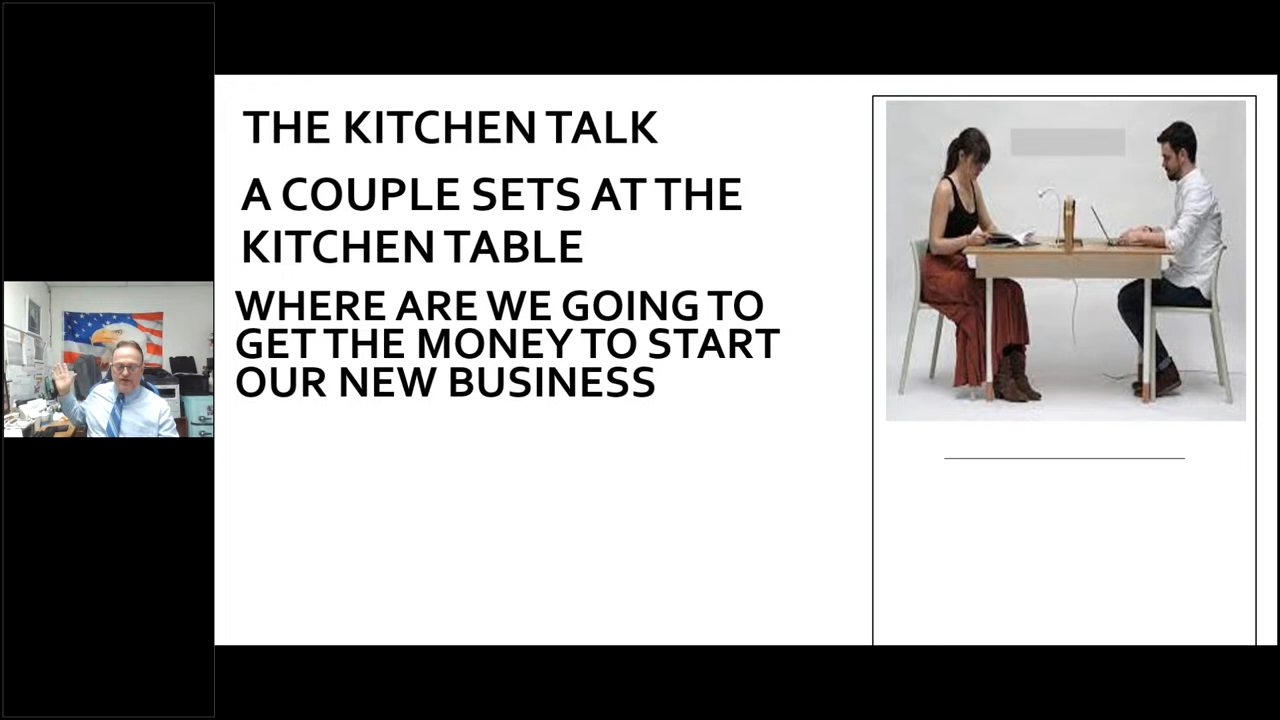 THE KITCHEN TALK
A COUPLE SETS AT THE
KITCHEN TABLE
WHERE ARE WE GOING TO
GET THE MONEY TO START
OUR NEW BUSINESS